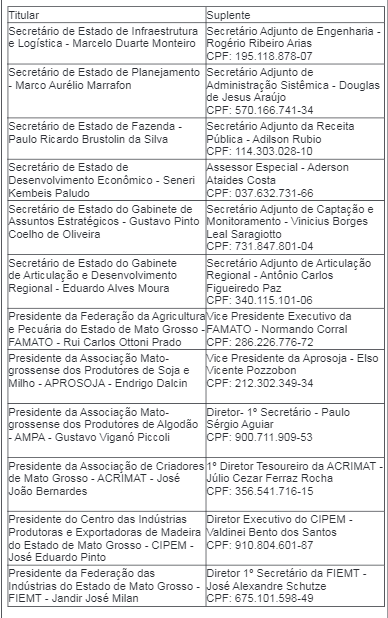 Titular
Suplente
Secretário de Estado de Infraestrutura
e Logística - Marcelo Duarte Monteiro
Secretário Adjunto de Engenharia -
Rogério Ribeiro Arias
CPF: 195.118.878-07
Secretário de Estado de Planejamento
- Marco Aurélio Marrafon
Secretário Adjunto de
Administração Sistêmica - Douglas
de Jesus Araújo
CPF: 570.166.741-34
Secretário de Estado de Fazenda -
Paulo Ricardo Brustolin da Silva
Secretário Adjunto da Receita
Pública - Adilson Rubio
CPF: 114.303.028-10
Secretário de Estado de
Desenvolvimento Econômico - Seneri
Kembeis Paludo
Assessor Especial - Aderson
Ataides Costa
CPF: 037.632.731-66
Secretário de Estado do Gabinete de
Assuntos Estratégicos - Gustavo Pinto
Coelho de Oliveira
Secretário Adjunto de Captação e
Monitoramento - Vinicius Borges
Leal Saragiotto
CPF: 731.847.801-04
Secretário de Estado do Gabinete
de Articulação e Desenvolvimento
Regional - Eduardo Alves Moura
Secretário Adjunto de Articulação
Regional - Antônio Carlos
Figueiredo Paz
CPF: 340.115.101-06
Presidente da Federação da Agricultura
e Pecuária do Estado de Mato Grosso -
FAMATO - Rui Carlos Ottoni Prado
Vice Presidente Executivo da
FAMATO - Normando Corral
CPF: 286.226.776-72
Presidente da Associação Mato-
grossense dos Produtores de Soja e
Milho - APROSOJA - Endrigo Dalcin
Vice Presidente da Aprosoja - Elso
Vicente Pozzobon
CPF: 212.302.349-34
Presidente da Associação Mato-
grossense dos Produtores de Algodão
- AMPA - Gustavo Viganó Piccoli
Diretor- 1º Secretário - Paulo
Sérgio Aguiar
CPF: 900.711.909-53
Presidente da Associação de Criadores
de Mato Grosso - ACRIMAT - José
João Bernardes
1º Diretor Tesoureiro da ACRIMAT -
Júlio Cezar Ferraz Rocha
CPF: 356.541.716-15
Presidente do Centro das Indústrias
Produtoras e Exportadoras de Madeira
do Estado de Mato Grosso - CIPEM -
José Eduardo Pinto
Diretor Executivo do CIPEM -
Valdinei Bento dos Santos
CPF: 910.804.601-87
Presidente da Federação das
Indústrias do Estado de Mato Grosso -
FIEMT - Jandir José Milan
Diretor 1º Secretário da FIEMT -
José Alexandre Schutze
CPF: 675.101.598-49